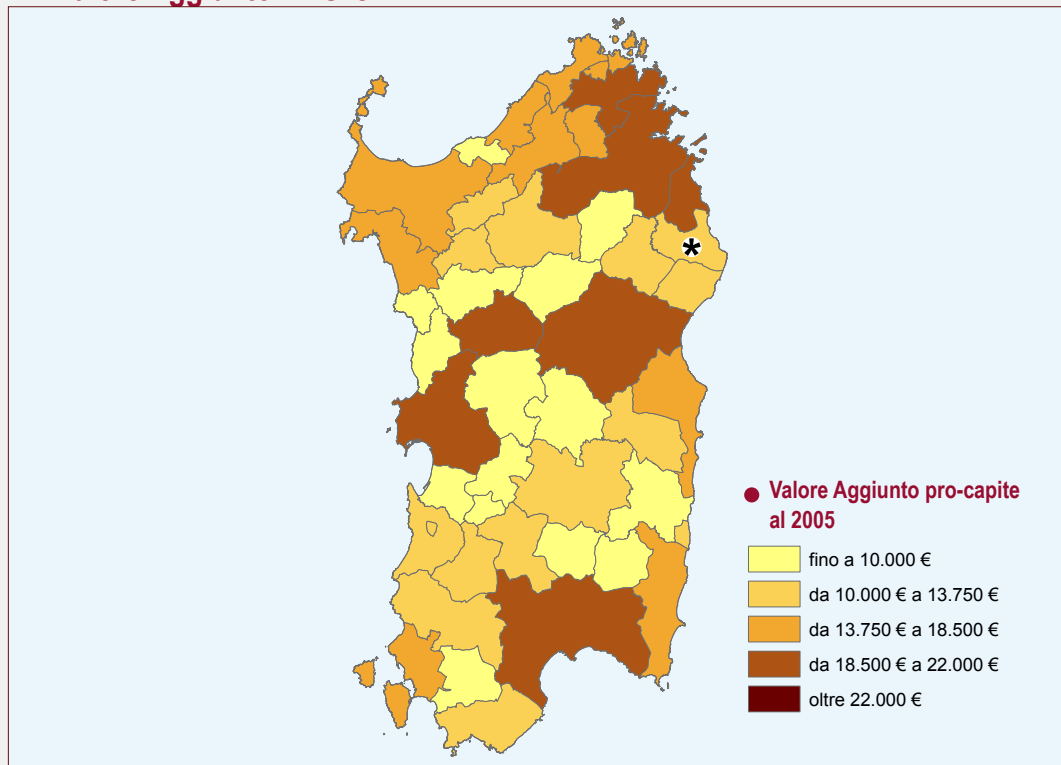 Valore Aggiunto pro-capite
al 2005
fino a 10.000 €
da 10.000 € a 13.750 €
da 13.750 € a 18.500 €
da 18.500 € a 22.000 €
oltre 22.000 €